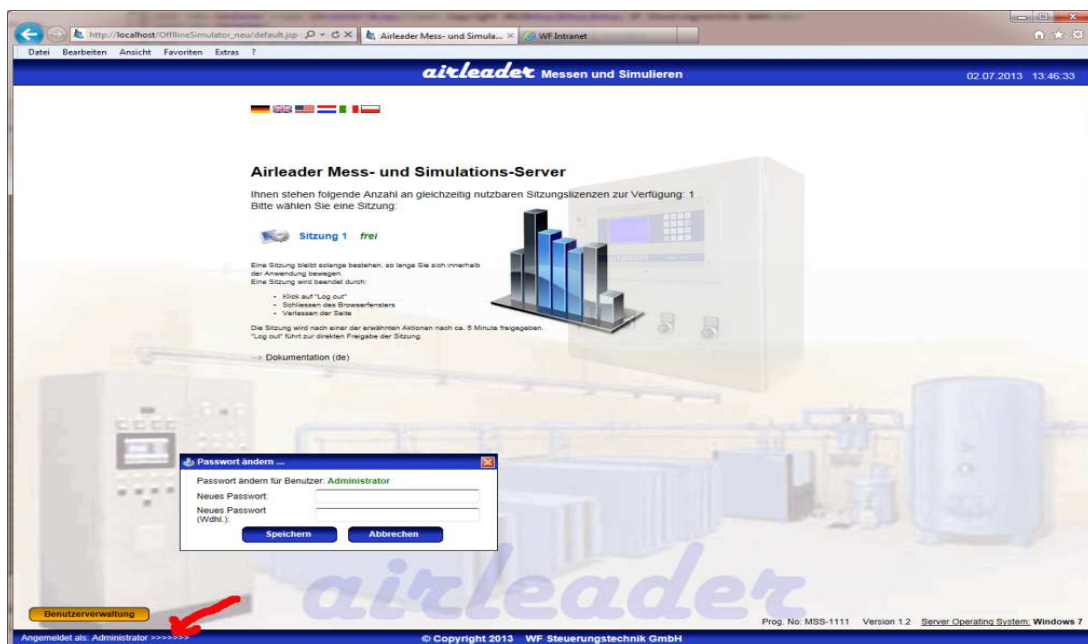 http://localhost/OfflineSimulator_neu/default.jsp
Airleader Mess- und Simula...
WF Intranet
Datei Bearbeiten Ansicht Favoriten Extras ?
airleader Messen und Simulieren
02.07.2013 13:46:33
Airleader Mess- und Simulations-Server
Ihnen stehen folgende Anzahl an gleichzeitig nutzbaren Sitzungslizenzen zur Verfügung: 1
Bitte wählen Sie eine Sitzung:
Sitzung 1 frei
Eine Sitzung bleibt solange bestehen, so lange Sie sich innerhalb
der Anwendung bewegen.
Eine Sitzung wird beendet durch:
- Klick auf "Log out"
- Schliessen des Browserfensters
- Verlassen der Seite
Die Sitzung wird nach einer der erwähnten Aktionen nach ca. 5 Minute freigegeben.
"Log out" führt zur direkten Freigabe der Sitzung.
--> Dokumentation (de)
Passwort ändern ...
Passwort ändern für Benutzer: Administrator
Neues Passwort:
Neues Passwort
(Wdhl.):
Speichern Abbrechen
airleader
Benutzerverwaltung
Prog. No: MSS-1111 Version 1.2 Server Operating System: Windows 7
Angemeldet als: Administrator >>>>>>>
© Copyright 2013 WF Steuerungstechnik GmbH